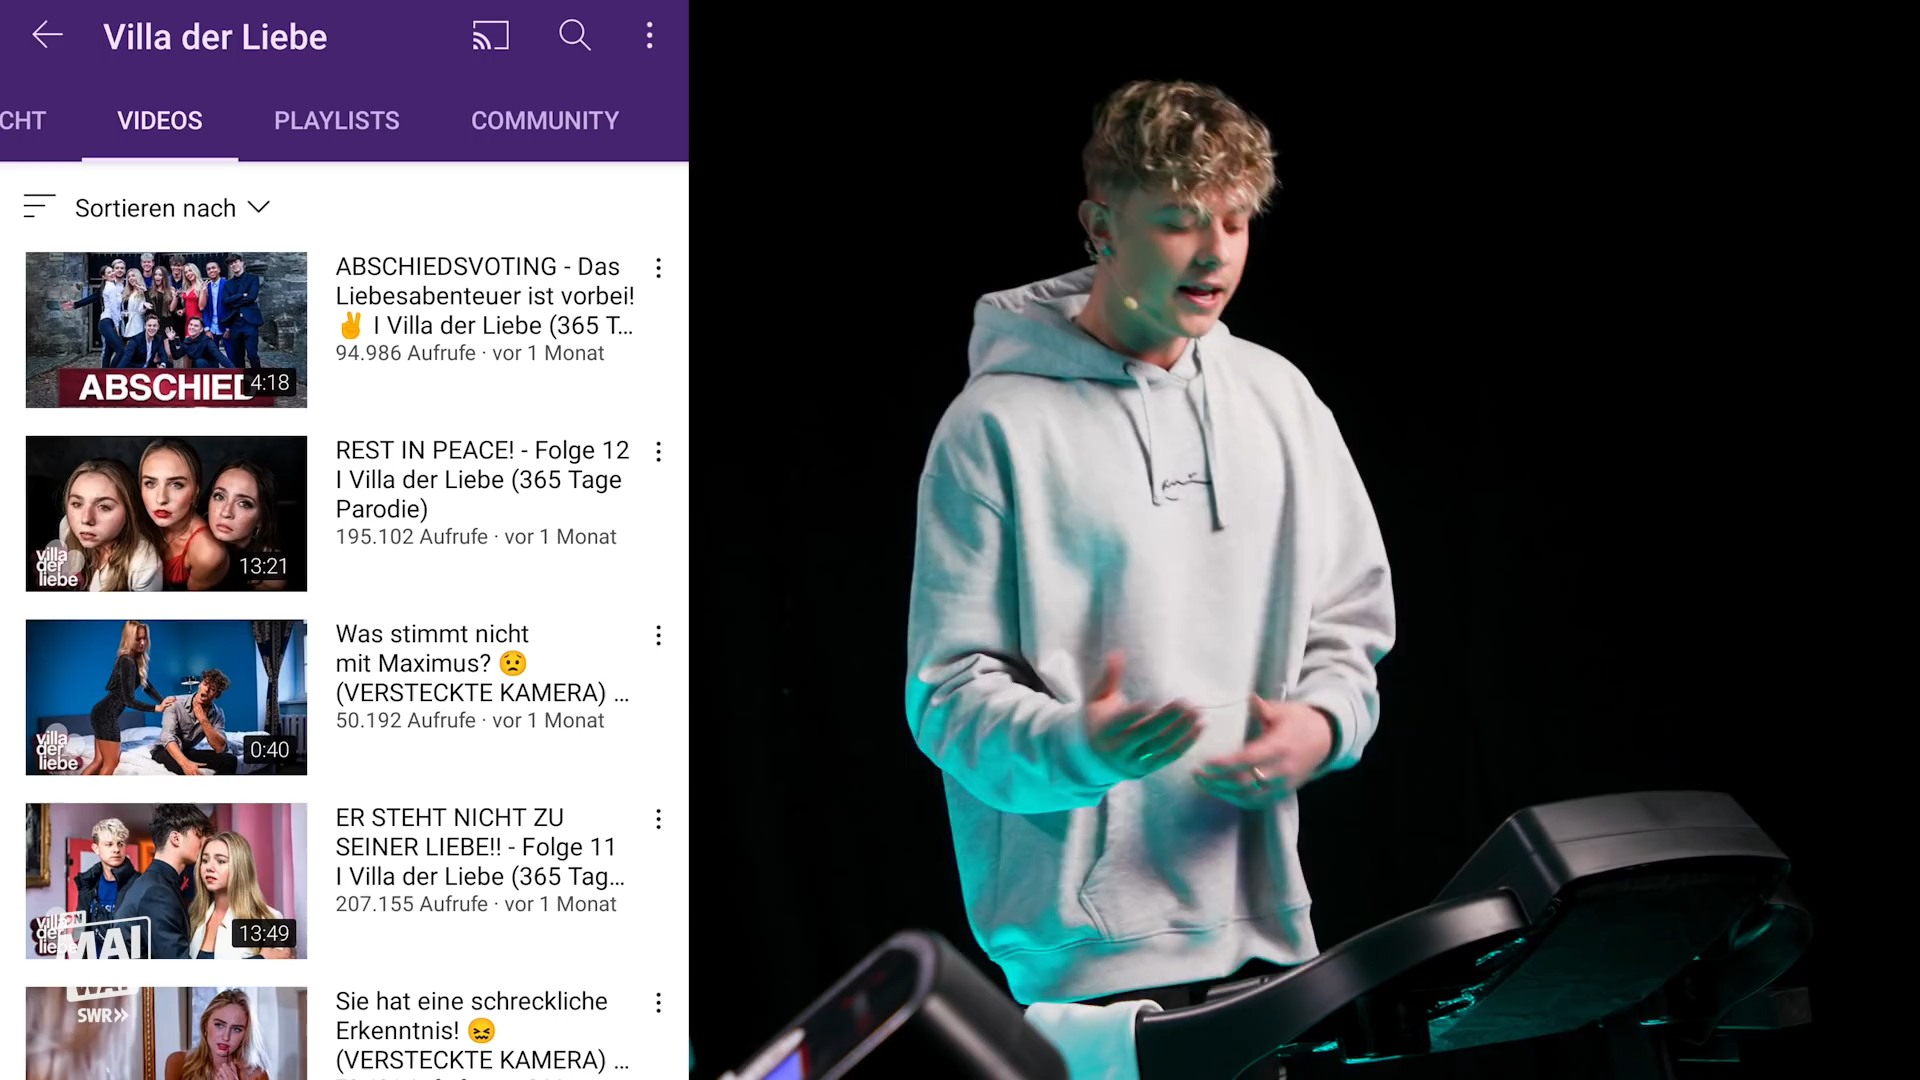 Villa der Liebe
CHT
VIDEOS
PLAYLISTS
COMMUNITY
Sortieren nach
ABSCHIED
4:18
ABSCHIEDSVOTING - Das
Liebesabenteuer ist vorbei!
✌️ I Villa der Liebe (365 T...
94.986 Aufrufe · vor 1 Monat
villa
der
liebe
13:21
REST IN PEACE! - Folge 12
I Villa der Liebe (365 Tage
Parodie)
195.102 Aufrufe · vor 1 Monat
villa
der
liebe
0:40
Was stimmt nicht
mit Maximus? 😟
(VERSTECKTE KAMERA) ...
50.192 Aufrufe · vor 1 Monat
13:49
ER STEHT NICHT ZU
SEINER LIEBE!! - Folge 11
I Villa der Liebe (365 Tag...
207.155 Aufrufe · vor 1 Monat
MAI
SWR»
Sie hat eine schreckliche
Erkenntnis! 😖
(VERSTECKTE KAMERA) ...